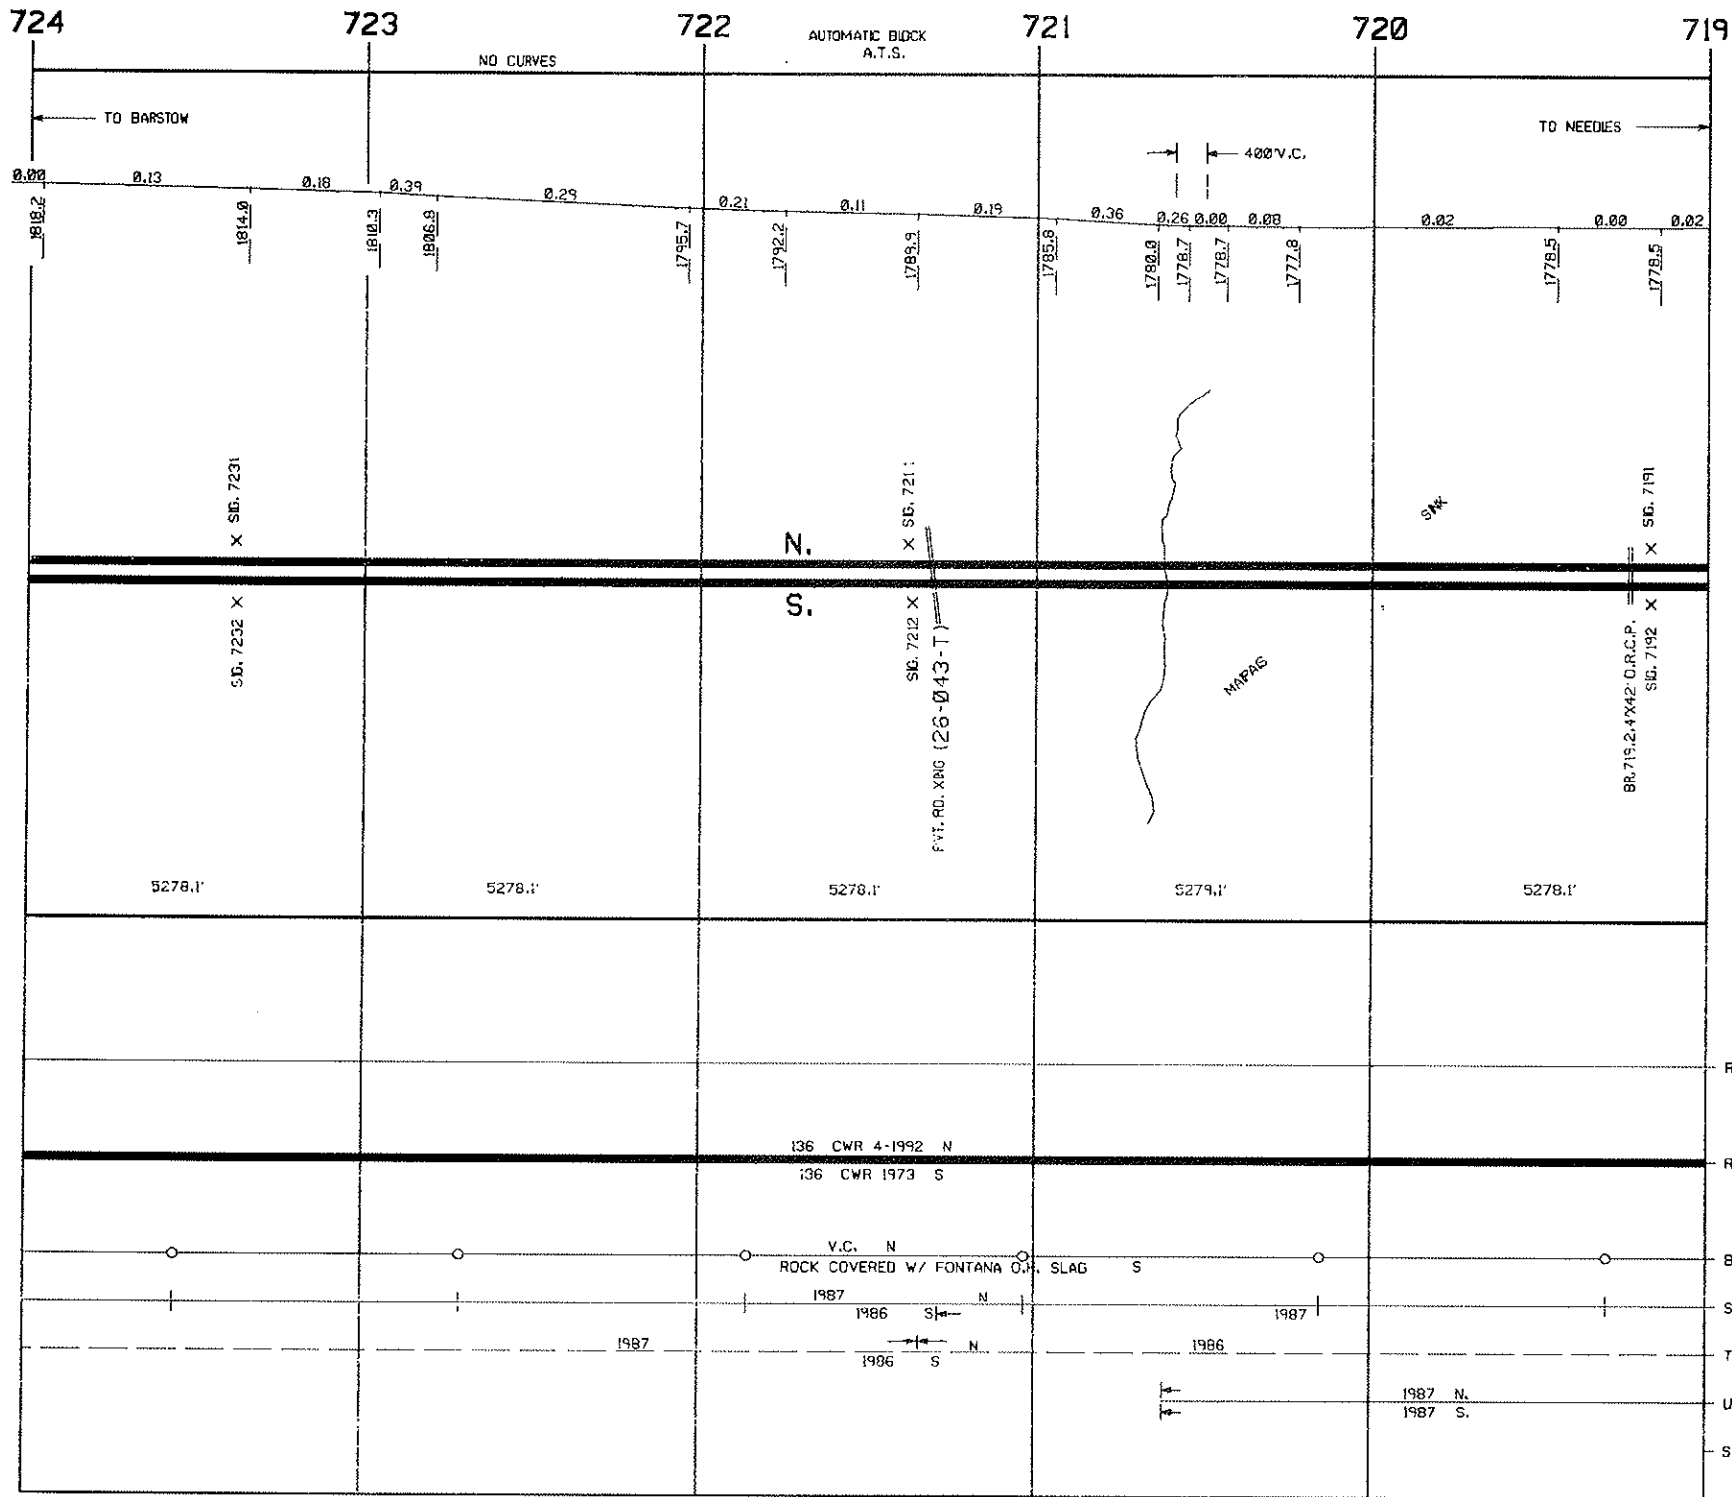 724 723 722 721 720 719
AUTOMATIC BLOCK
A.T.S.
NO CURVES
TO BARSTOW
TO NEEDLES
400' V.C.
0.00 0.13 0.18 0.39 0.29 0.21 0.11 0.19 0.36 0.26 0.00 0.08 0.02 0.00 0.02
1818.2 1814.0 1810.3 1806.8 1795.7 1792.2 1789.9 1785.8 1780.0 1778.7 1778.7 1777.8 1778.5 1778.5
X SIG. 7231
X SIG. 7211
X SIG. 7191
SINK
N.
S.
SIG. 7232 X
SIG. 7212 X
SIG. 7192 X
PVT. RD. XING (26-043-T)
MAIPAIS
BR. 719.2.4'X42' O.R.C.P.
5278.1' 5278.1' 5278.1' 5279.1' 5278.1'
R
136 CWR 4-1992 N
R
136 CWR 1973 S
V.C. N
B
ROCK COVERED W/ FONTANA O.H. SLAG S
1987 N
S
1986 S 1987
1987 N 1986
T
1986 S
1987 N.
U
1987 S.
S